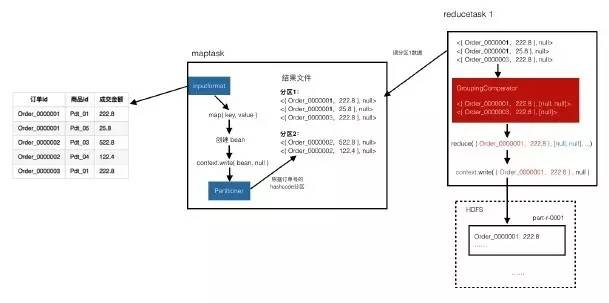 订单id 商品id 成交金额
Order_0000001 Pdt_01 222.8
Order_0000001 Pdt_05 25.8
Order_0000002 Pdt_03 522.8
Order_0000002 Pdt_04 122.4
Order_0000003 Pdt_01 222.8
maptask
inputformat
map( key, value )
创建 bean
context.write( bean, null )
Partitioner
根据订单号的
hashcode分区
结果文件
分区1:
<{ Order_0000001, 222.8 }, null>
<{ Order_0000001, 25.8 }, null>
<{ Order_0000003, 222.8 }, null>
分区2:
<{ Order_0000002, 522.8 }, null>
<{ Order_0000002, 122.4 }, null>
读分区1数据
reducetask 1
<{ Order_0000001, 222.8 }, null>
<{ Order_0000001, 25.8 }, null>
<{ Order_0000003, 222.8 }, null>
GroupingComparator
<{ Order_0000001, 222.8 }, [null, null]>
<{ Order_0000003, 222.8 }, [null]>
reduce( { Order_0000001, 222.8 }, [null, null], ...)
context.write( { Order_0000001, 222.8 }, null )
HDFS
part-r-0001
Order_0000001 222.8
......
......